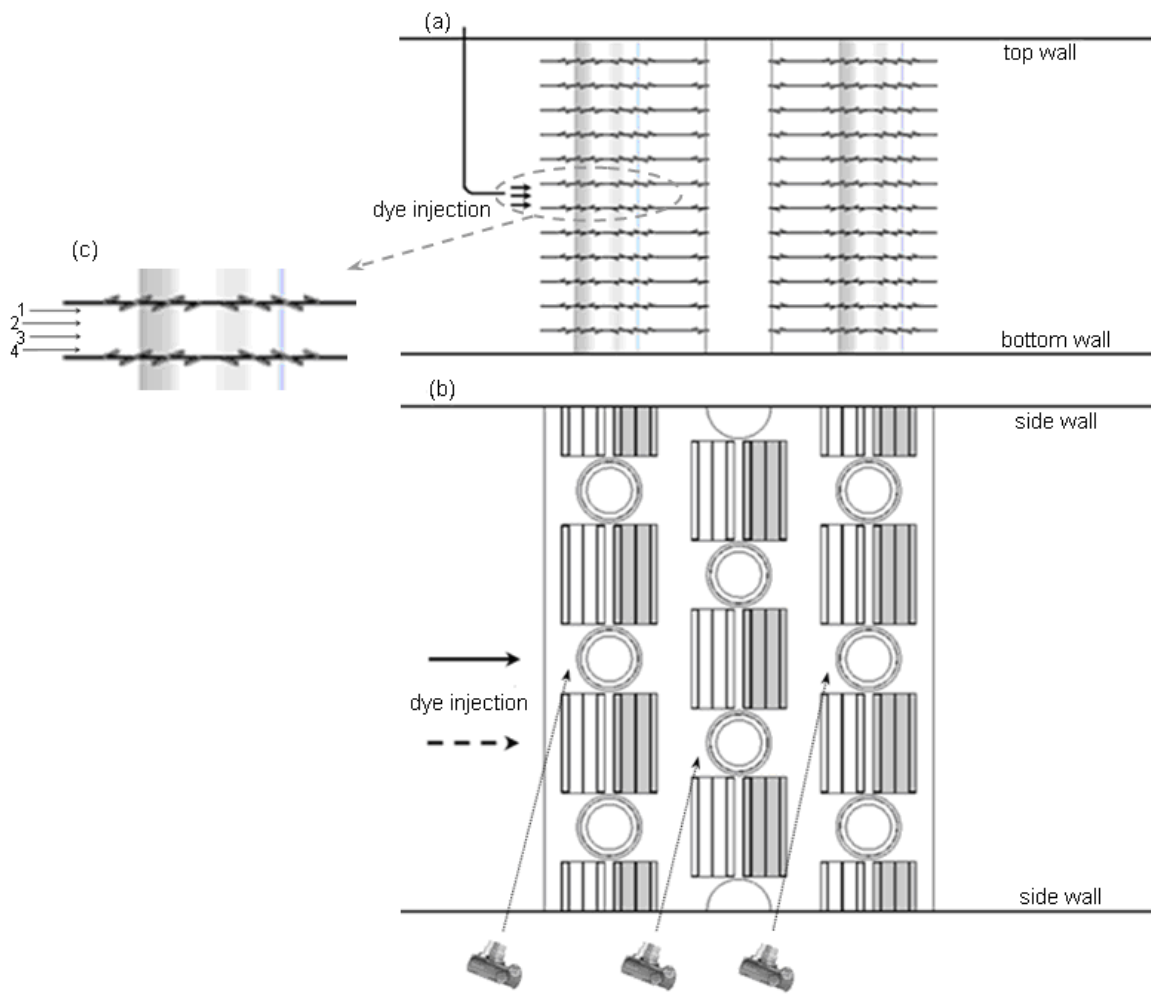 (a)
top wall
dye injection
(c)
1
2
3
4
bottom wall
(b)
side wall
dye injection
side wall